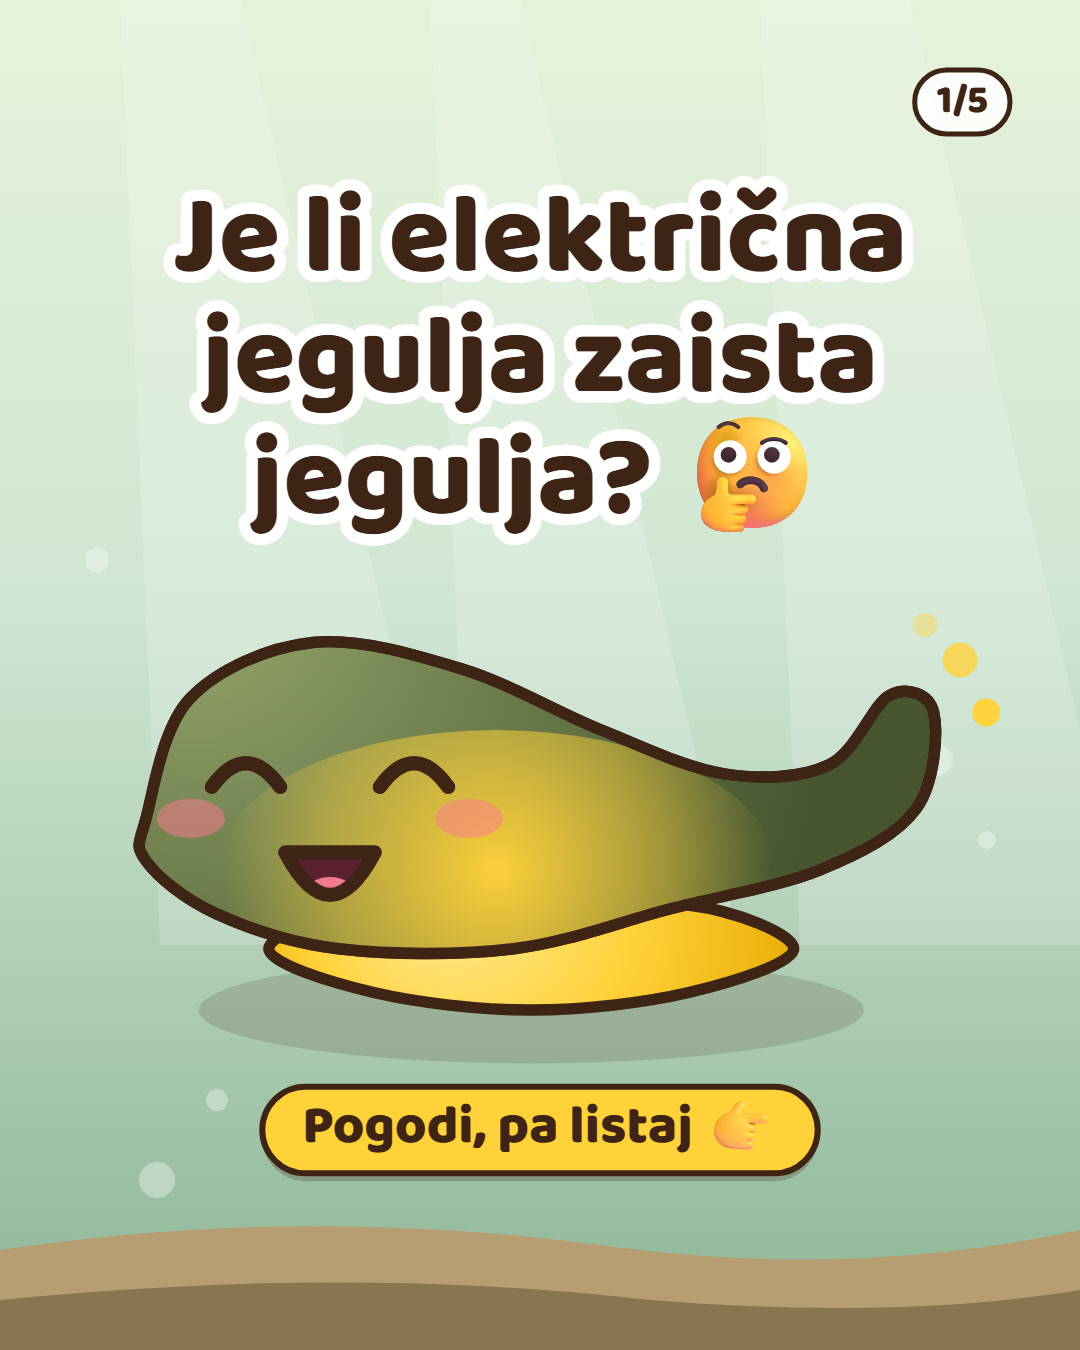 1/5
Je li električna
jegulja zaista
jegulja? 🤔
Pogodi, pa listaj 👉